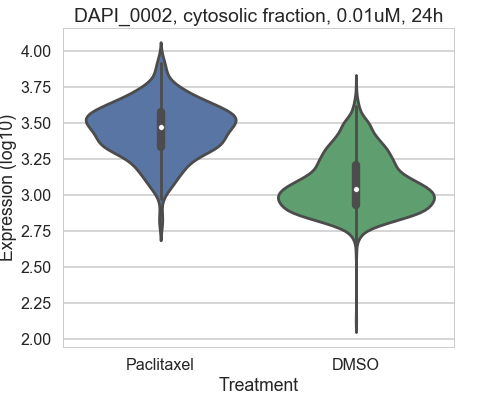 DAPI_0002, cytosolic fraction, 0.01uM, 24h
4.00
3.75
3.50
3.25
3.00
2.75
2.50
2.25
2.00
Expression (log10)
Paclitaxel DMSO
Treatment